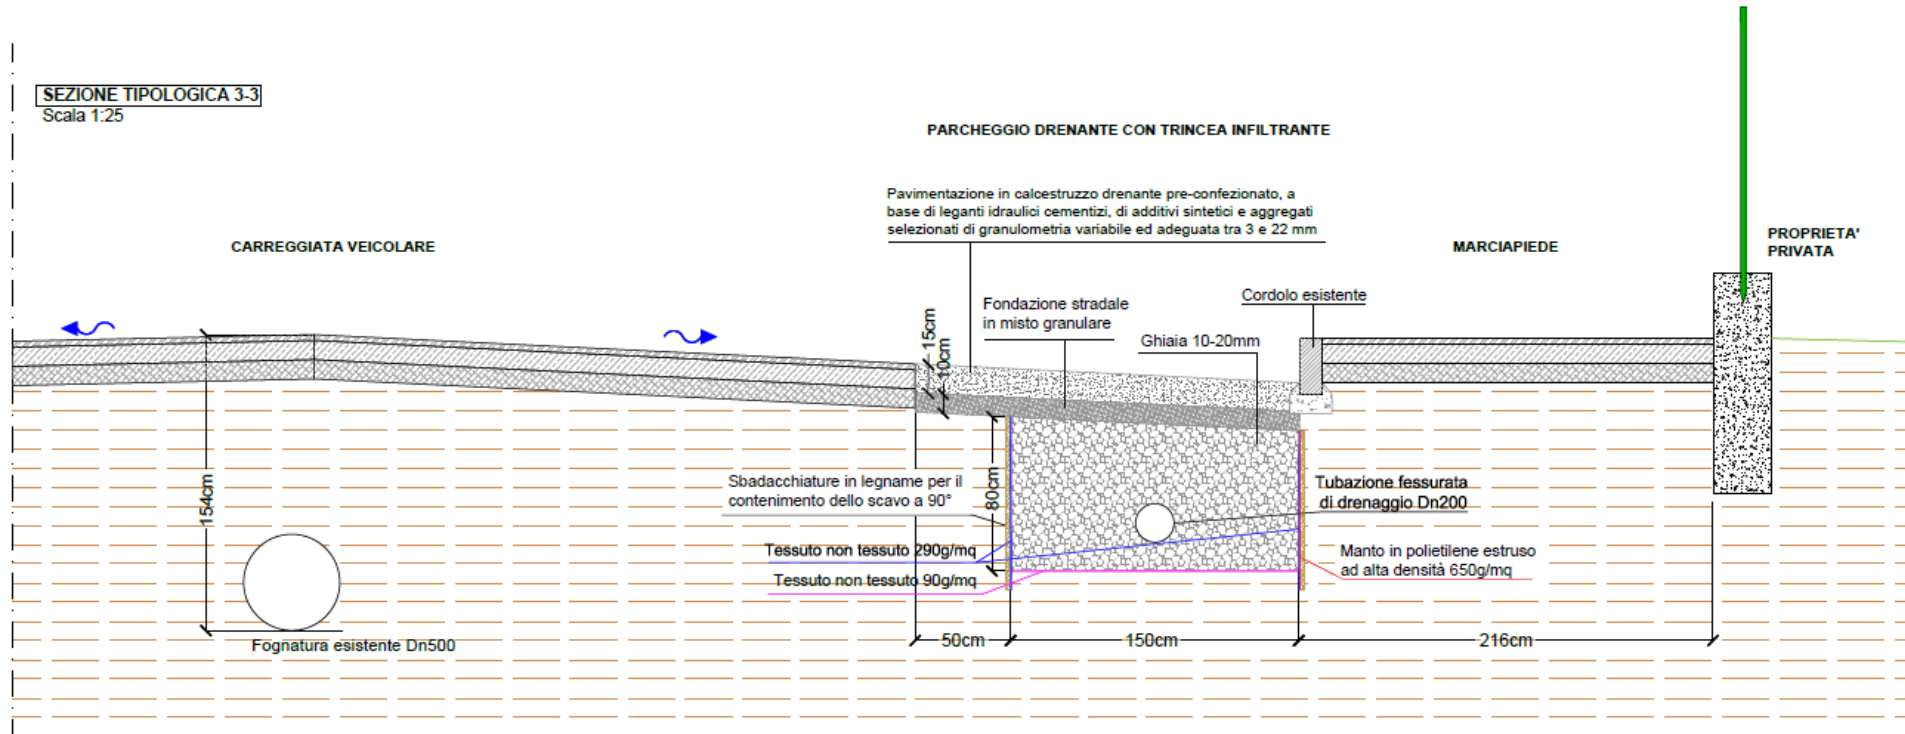 SEZIONE TIPOLOGICA 3-3
Scala 1:25
PARCHEGGIO DRENANTE CON TRINCEA INFILTRANTE
Pavimentazione in calcestruzzo drenante pre-confezionato, a
base di leganti idraulici cementizi, di additivi sintetici e aggregati
selezionati di granulometria variabile ed adeguata tra 3 e 22 mm
CARREGGIATA VEICOLARE
MARCIAPIEDE
PROPRIETA'
PRIVATA
Fondazione stradale
in misto granulare
Cordolo esistente
Ghiaia 10-20mm
15cm
10cm
154cm
80cm
Sbadacchiature in legname per il
contenimento dello scavo a 90°
Tubazione fessurata
di drenaggio Dn200
Tessuto non tessuto 290g/mq
Tessuto non tessuto 90g/mq
Manto in polietilene estruso
ad alta densità 650g/mq
Fognatura esistente Dn500
50cm
150cm
216cm